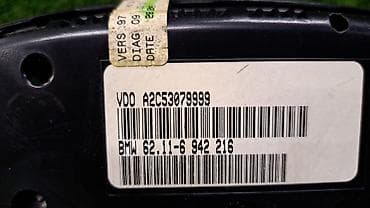 VERS 97
DIAG 09
DATE
VDO A2C53079999
BMW 62.11-6 942 216